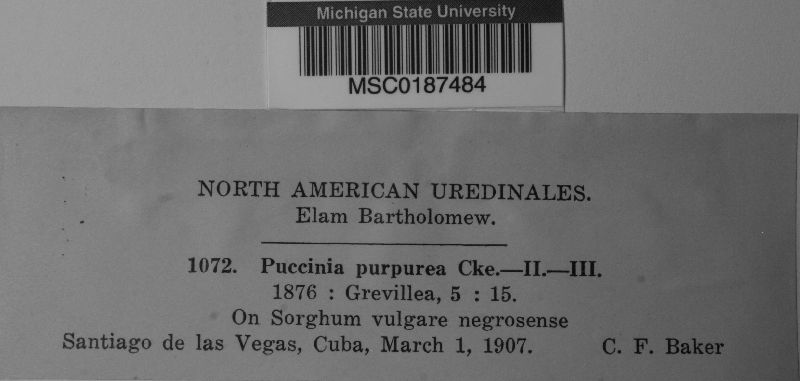 Michigan State University
MSC0187484
NORTH AMERICAN UREDINALES.
Elam Bartholomew.
1072. Puccinia purpurea Cke.—II.—III.
1876 : Grevillea, 5 : 15.
On Sorghum vulgare negrosense
Santiago de las Vegas, Cuba, March 1, 1907. C. F. Baker